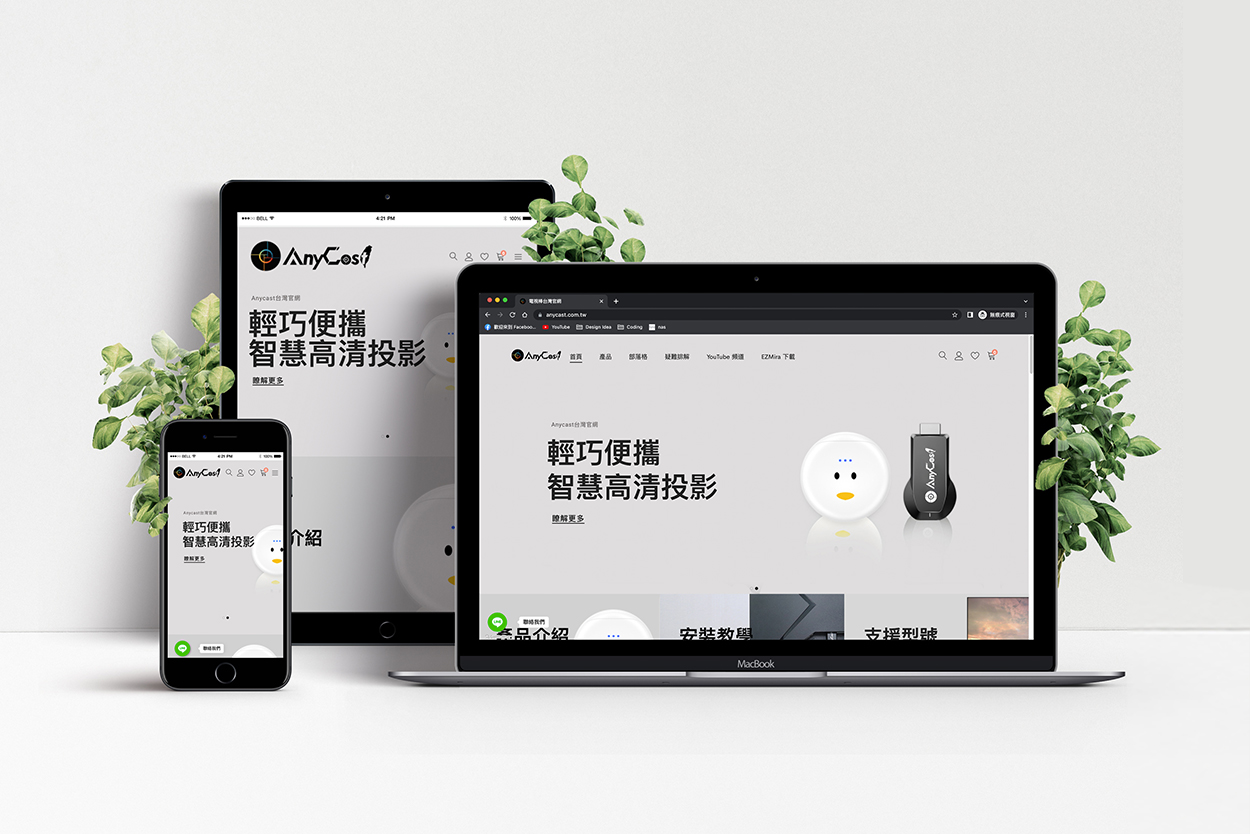 ●●●○○ BELL
4:21 PM
100%
AnyCast
Anycast台灣官網
輕巧便攜
智慧高清投影
瞭解更多
介紹
●●●○○ BELL
4:21 PM
100%
AnyCast
Anycast台灣官網
輕巧便攜
智慧高清投影
瞭解更多
LINE
聯絡我們
電視棒台灣官網
anycast.com.tw
無痕式視窗
歡迎來到 Faceboo...
YouTube
Design Idea
Coding
nas
AnyCast
首頁
產品
部落格
疑難排解
YouTube 頻道
EZMira 下載
Anycast台灣官網
輕巧便攜
智慧高清投影
瞭解更多
AnyCast
LINE
聯絡我們
產品介紹
安裝教學
支援型號
MacBook